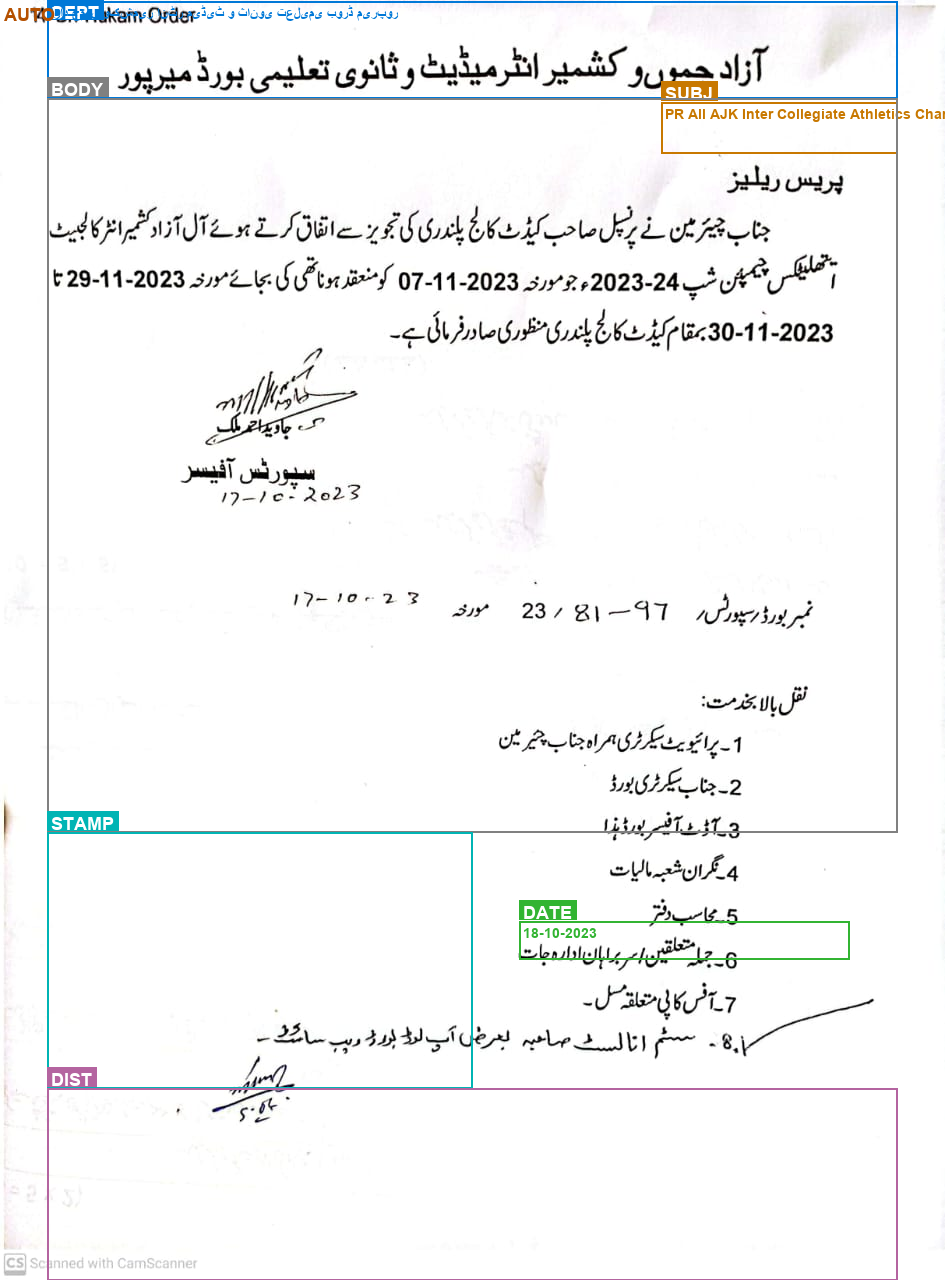 AUTO
DEPT
Hukam Order
آزاد جموں و کشمیر انٹرمیڈیٹ و ثانوی تعلیمی بورڈ میرپور
BODY
SUBJ
PR All AJK Inter Collegiate Athletics Cha
پریس ریلیز
جناب چیئرمین نے پرنسپل صاحب کیڈٹ کالج پلندری کی تجویز سے اتفاق کرتے ہوئے آل آزاد کشمیر انٹر کالجیٹ
ایتھلیٹکس چیمپئن شپ 24-2023ء جو مورخہ 07-11-2023 کو منعقد ہونا تھی کی بجائے مورخہ 29-11-2023 تا
30-11-2023 بمقام کیڈٹ کالج پلندری منظوری صادر فرمائی ہے۔
جاوید احمد ملک
سپورٹس آفیسر
17-10-2023
نمبر بورڈ/سپورٹس/ 81-97 / 23 مورخہ 17-10-23
نقل بالا بخدمت:
1۔ پرائیویٹ سیکرٹری ہمراہ جناب چیئرمین
2۔ جناب سیکرٹری بورڈ
STAMP
3۔ آڈٹ آفیسر بورڈ ہذا
4۔ نگران شعبہ مالیات
5۔ محاسب دفتر
DATE
18-10-2023
6۔ جملہ متعلقین/سربراہان ادارہ جات
7۔ آفس کاپی متعلقہ مسل۔
8۔ سسٹم انالسٹ صاحبہ بغرض اپ لوڈ بورڈ ویب سائٹ
DIST
CS Scanned with CamScanner